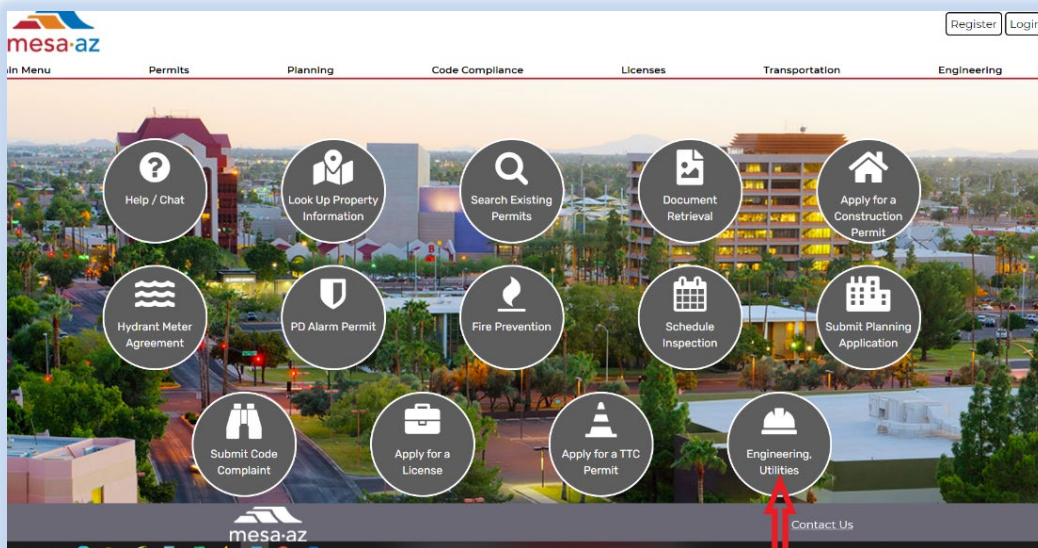 mesa·az
Register Login
ain Menu Permits Planning Code Compliance Licenses Transportation Engineering
Help / Chat
Look Up Property
Information
Search Existing
Permits
Document
Retrieval
Apply for a
Construction
Permit
Hydrant Meter
Agreement
PD Alarm Permit
Fire Prevention
Schedule
Inspection
Submit Planning
Application
Submit Code
Complaint
Apply for a
License
Apply for a TTC
Permit
Engineering,
Utilities
mesa·az
Contact Us